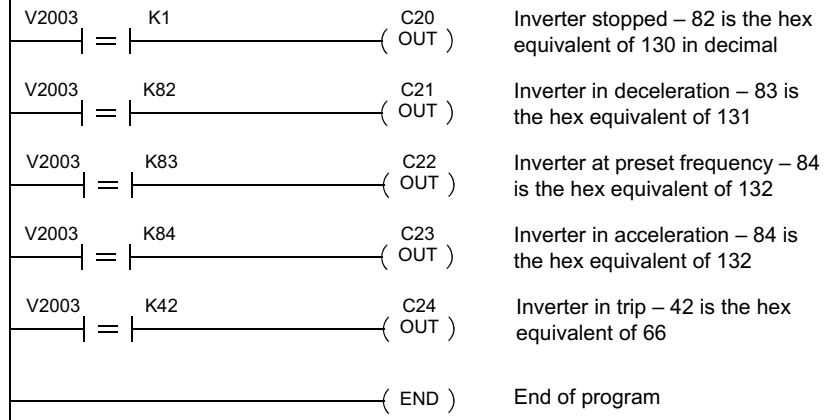 V2003 K1 C20
= OUT
Inverter stopped – 82 is the hex
equivalent of 130 in decimal
V2003 K82 C21
= OUT
Inverter in deceleration – 83 is
the hex equivalent of 131
V2003 K83 C22
= OUT
Inverter at preset frequency – 84
is the hex equivalent of 132
V2003 K84 C23
= OUT
Inverter in acceleration – 84 is
the hex equivalent of 132
V2003 K42 C24
= OUT
Inverter in trip – 42 is the hex
equivalent of 66
END
End of program